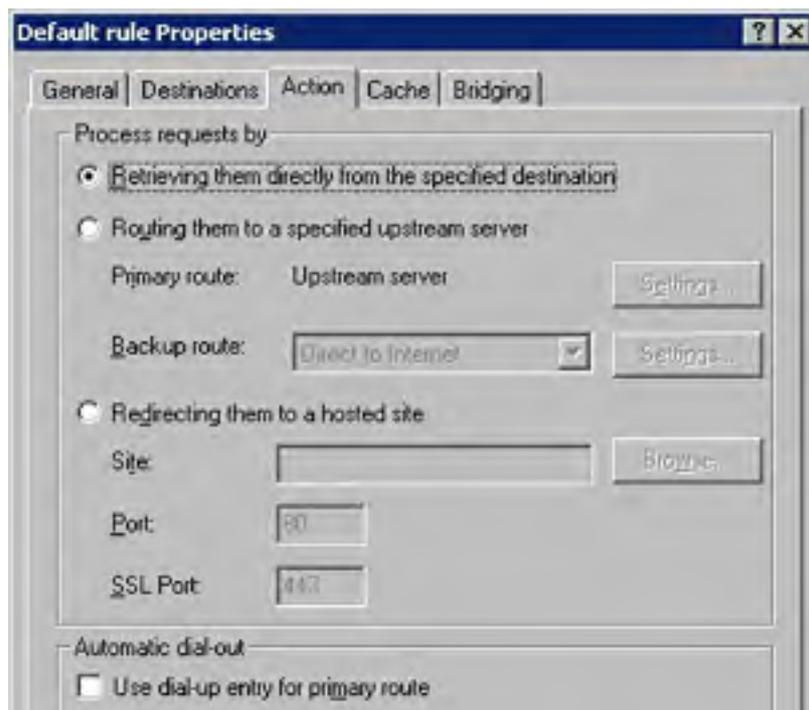 Default rule Properties
General Destinations Action Cache Bridging
Process requests by
Retrieving them directly from the specified destination
Routing them to a specified upstream server
Primary route: Upstream server Settings...
Backup route: Direct to Internet Settings...
Redirecting them to a hosted site
Site: Browse...
Port: 80
SSL Port: 443
Automatic dial-out
Use dial-up entry for primary route